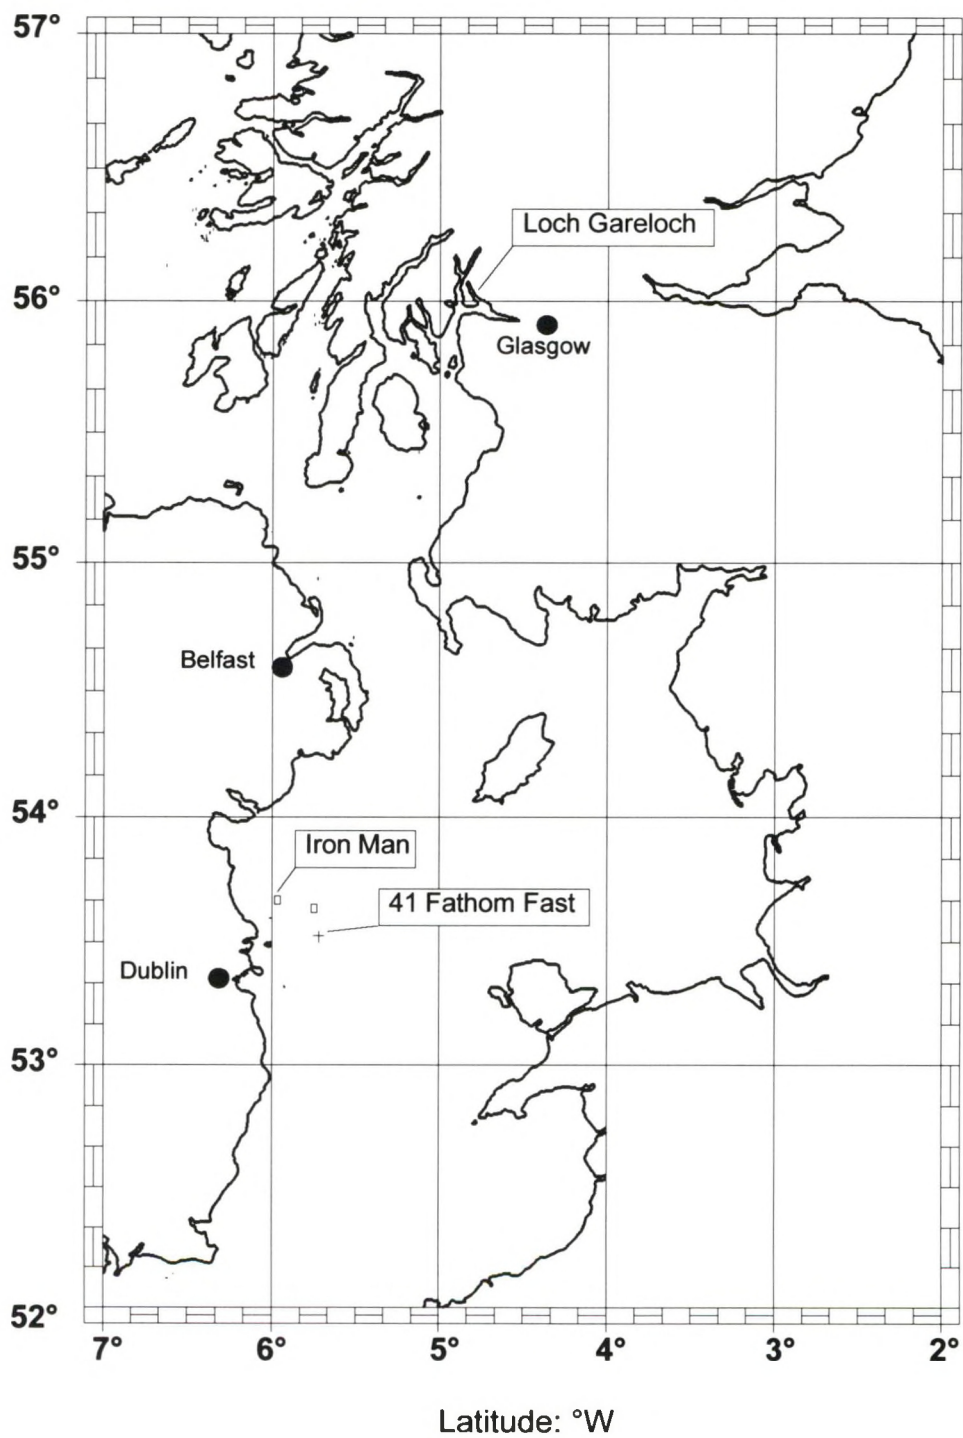 57°
Loch Gareloch
56°
Glasgow
55°
Belfast
54°
Iron Man
41 Fathom Fast
Dublin
53°
52°
7° 6° 5° 4° 3° 2°
Latitude: °W